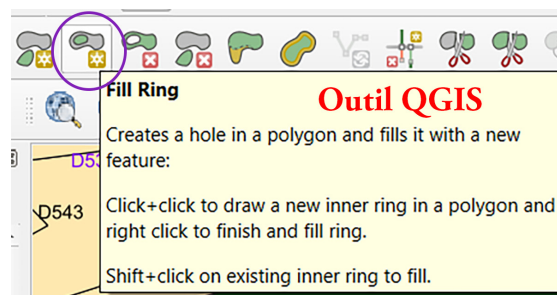 Fill Ring
Outil QGIS
Creates a hole in a polygon and fills it with a new
feature:
D53
D543
Click+click to draw a new inner ring in a polygon and
right click to finish and fill ring.
Shift+click on existing inner ring to fill.